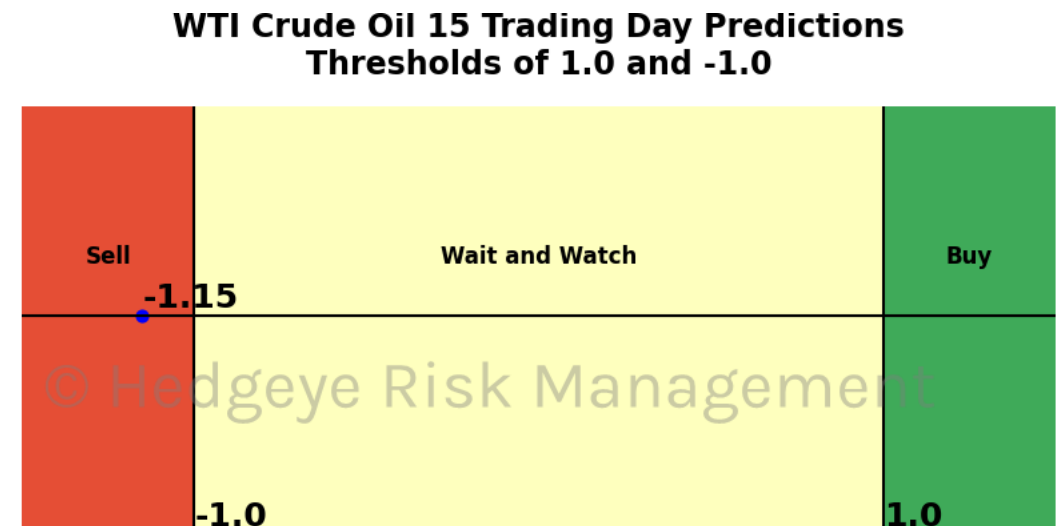 WTI Crude Oil 15 Trading Day Predictions
Thresholds of 1.0 and -1.0
Sell
Wait and Watch
Buy
-1.15
© Hedgeye Risk Management
-1.0
1.0